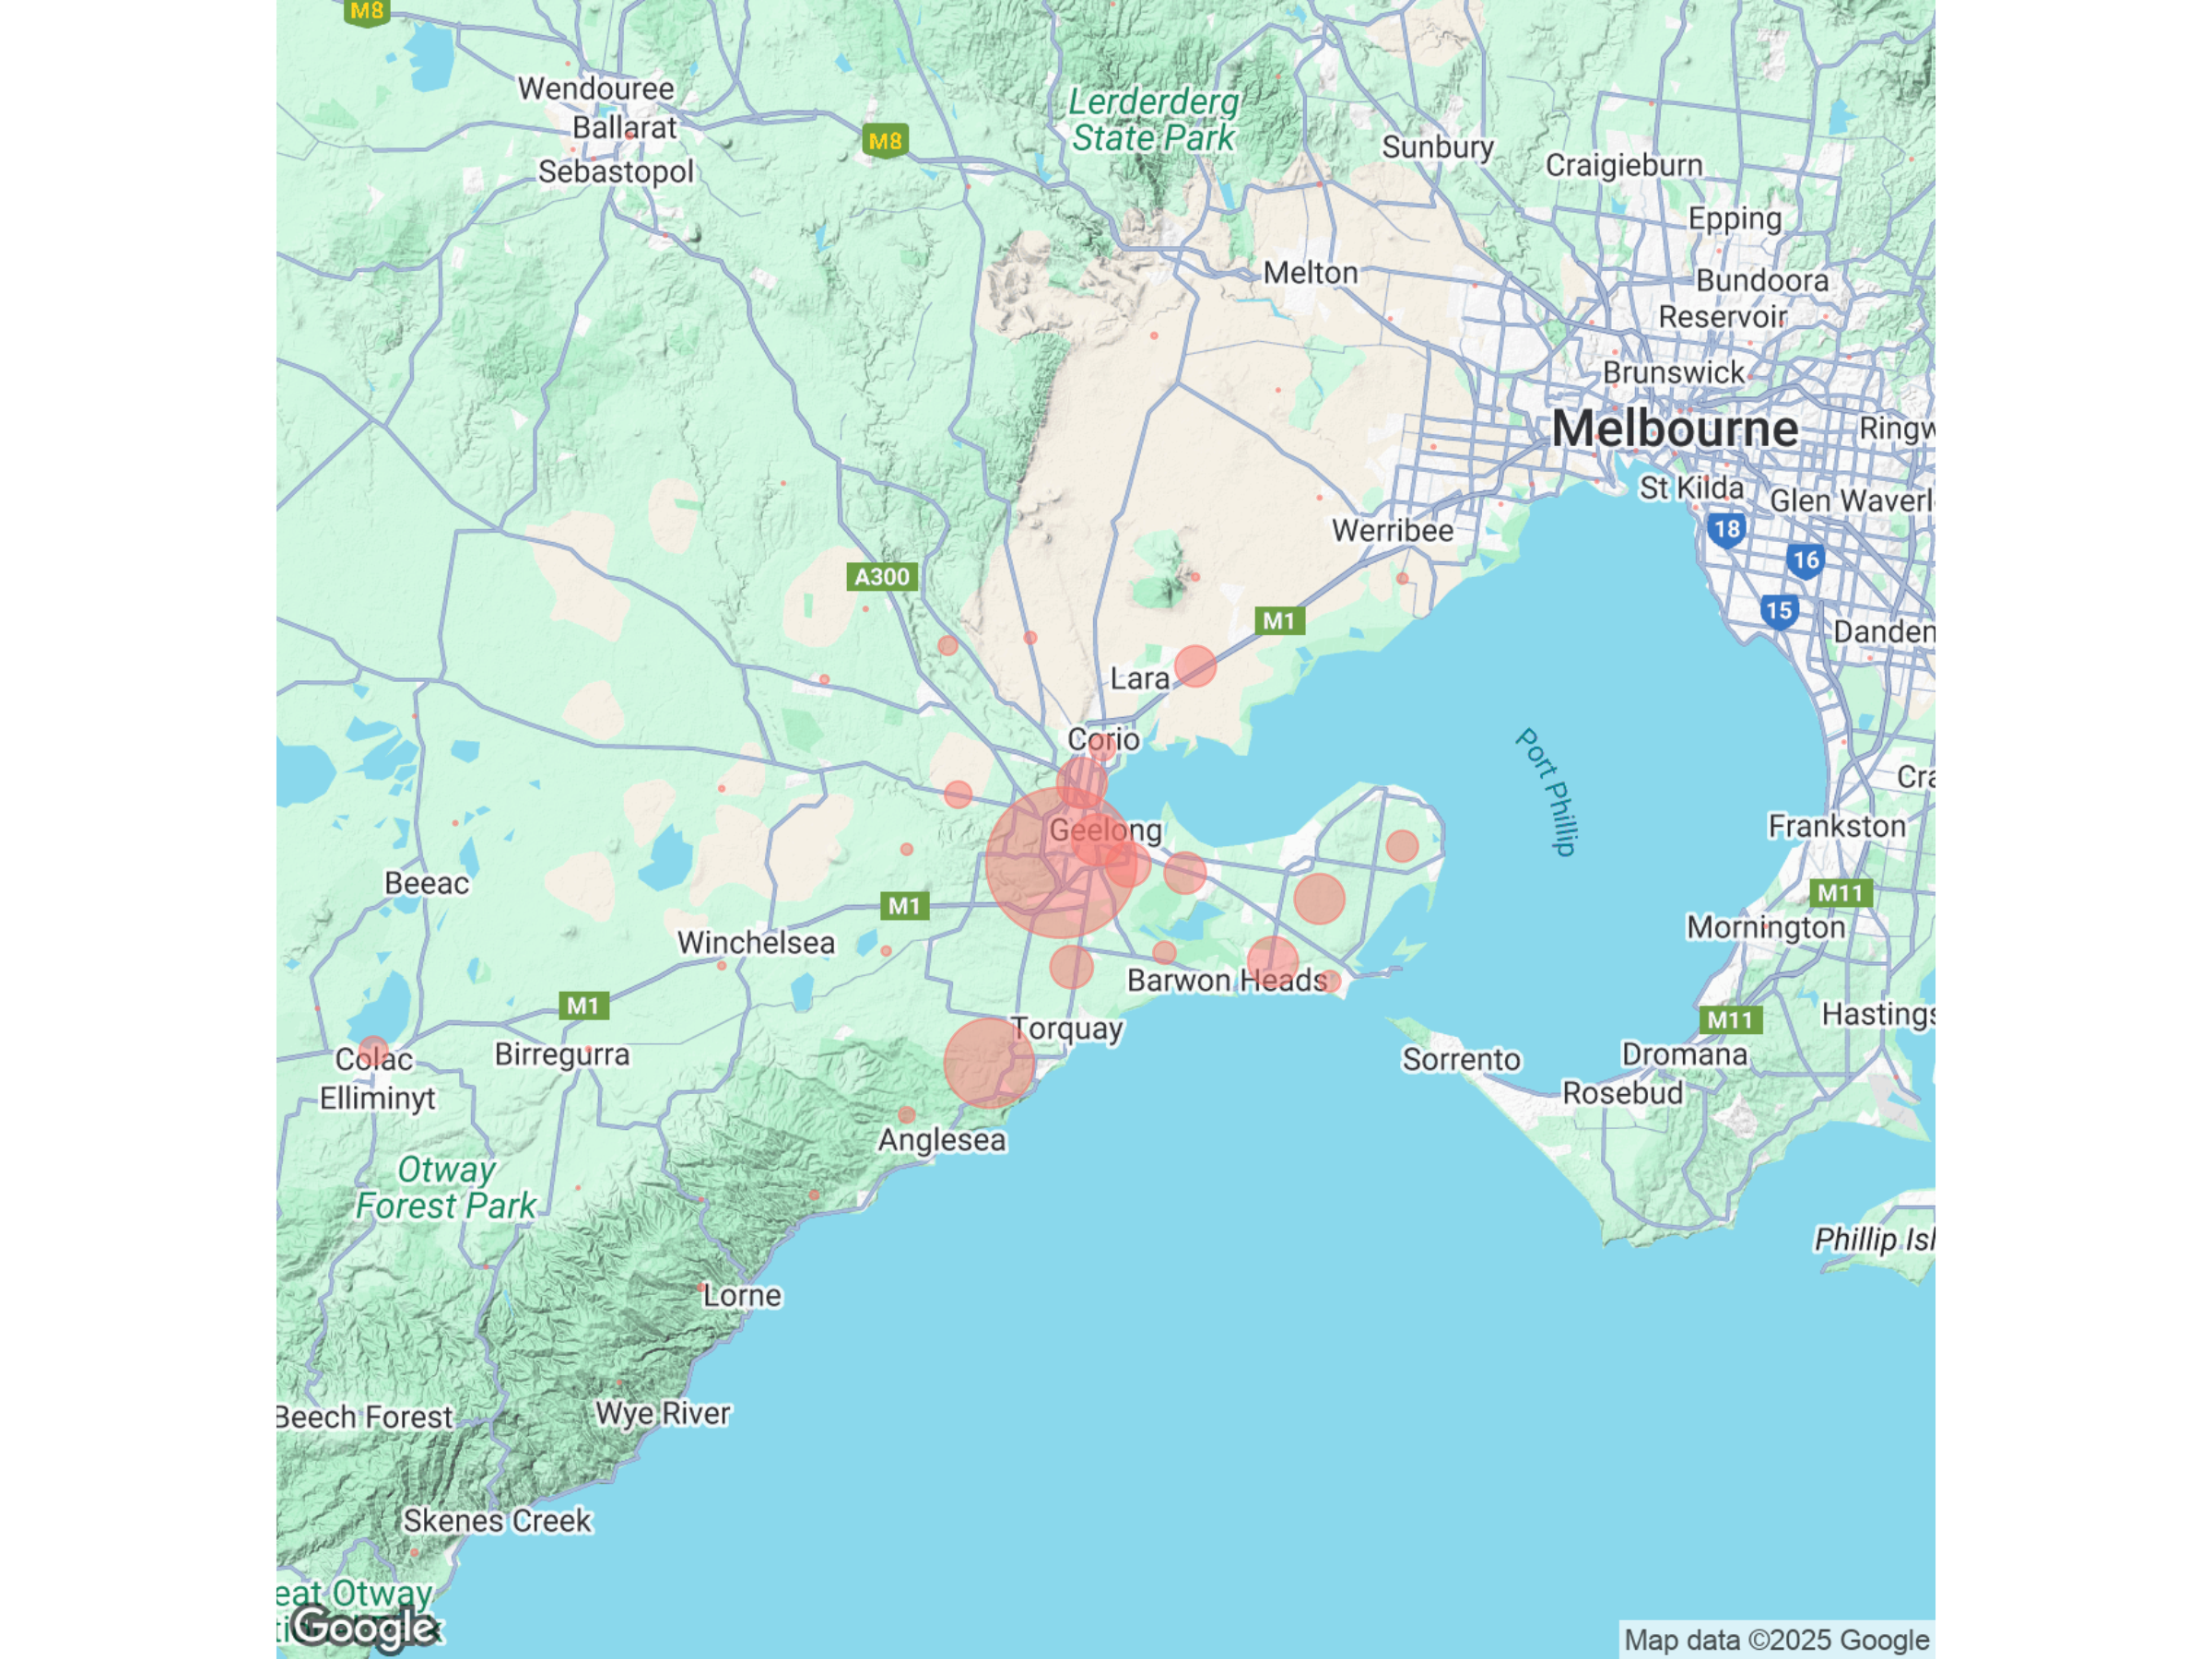 M8
Wendouree
Ballarat
Sebastopol
M8
Lerderderg
State Park
Sunbury
Craigieburn
Epping
Bundoora
Reservoir
Melton
Brunswick
Melbourne
Ringw
St Kilda
Glen Waverl
18
Werribee
16
A300
15
M1
Danden
Lara
Corio
Port Phillip
Cra
Geelong
Frankston
Beeac
M1
M11
Winchelsea
Mornington
Barwon Heads
M1
M11
Hastings
Torquay
Colac
Birregurra
Sorrento
Dromana
Elliminyt
Rosebud
Anglesea
Otway
Forest Park
Phillip Isl
Lorne
Beech Forest
Wye River
Skenes Creek
eat Otway
Google
Map data ©2025 Google